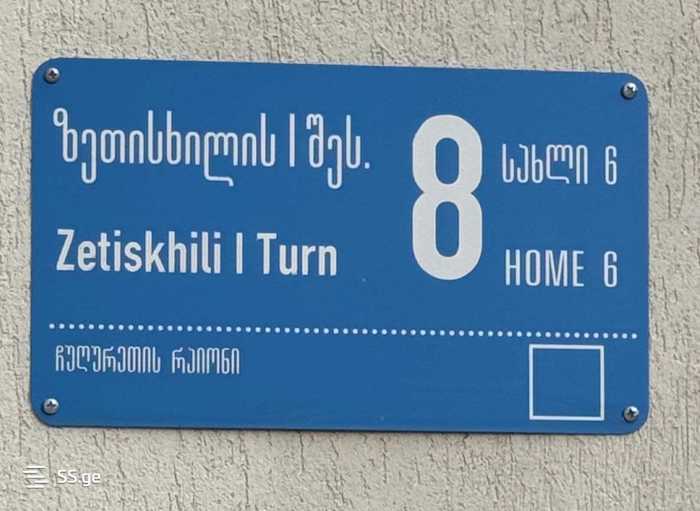 ზეთისხილის I შეს.
Zetiskhili I Turn
8
სახლი 6
HOME 6
ჩუღურეთის რაიონი
SS.ge